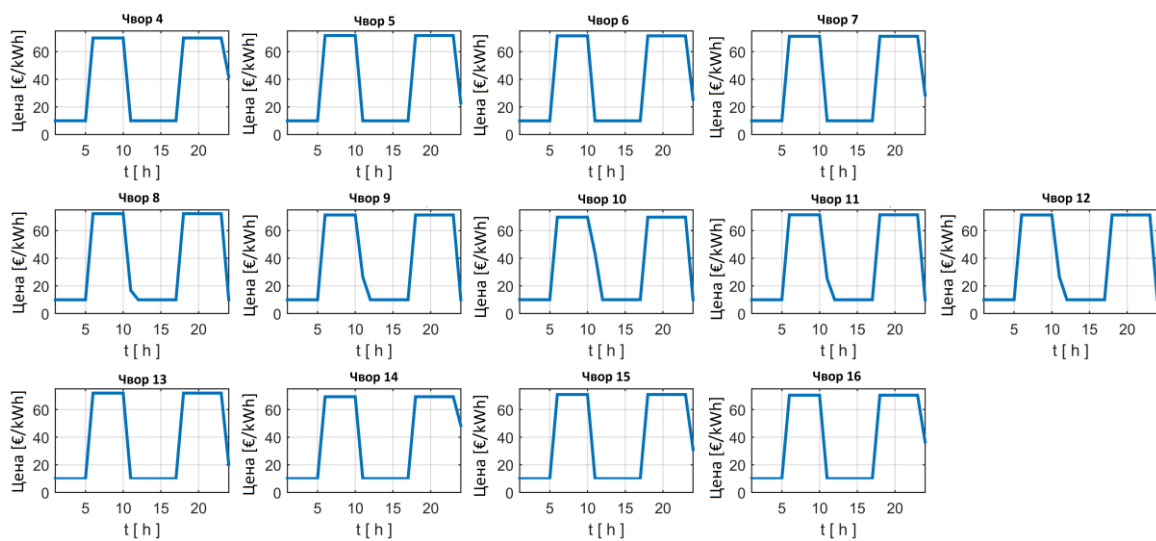 Чвор 4 Чвор 5 Чвор 6 Чвор 7
Цена [€/kWh] Цена [€/kWh] Цена [€/kWh] Цена [€/kWh]
60 60 60 60
40 40 40 40
20 20 20 20
0 0 0 0
5 10 15 20 5 10 15 20 5 10 15 20 5 10 15 20
t [ h ] t [ h ] t [ h ] t [ h ]
Чвор 8 Чвор 9 Чвор 10 Чвор 11 Чвор 12
Цена [€/kWh] Цена [€/kWh] Цена [€/kWh] Цена [€/kWh] Цена [€/kWh]
60 60 60 60 60
40 40 40 40 40
20 20 20 20 20
0 0 0 0 0
5 10 15 20 5 10 15 20 5 10 15 20 5 10 15 20 5 10 15 20
t [ h ] t [ h ] t [ h ] t [ h ] t [ h ]
Чвор 13 Чвор 14 Чвор 15 Чвор 16
Цена [€/kWh] Цена [€/kWh] Цена [€/kWh] Цена [€/kWh]
60 60 60 60
40 40 40 40
20 20 20 20
0 0 0 0
5 10 15 20 5 10 15 20 5 10 15 20 5 10 15 20
t [ h ] t [ h ] t [ h ] t [ h ]